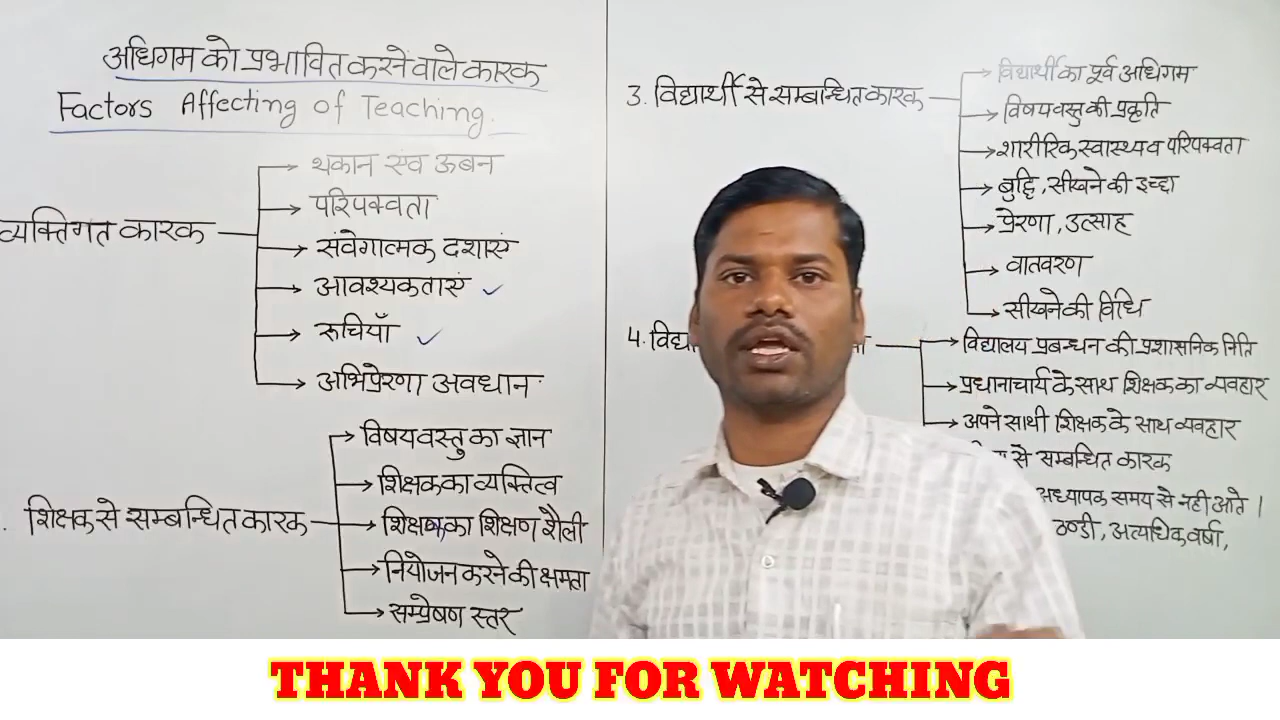 अधिगम को प्रभावित करने वाले कारक
Factors Affecting of Teaching.
व्यक्तिगत कारक
थकान एंव ऊबन
परिपक्वता
संवेगात्मक दशाएं
आवश्यकताएं
रूचियाँ
अभिप्रेरणा अवधान
शिक्षक से सम्बन्धित कारक
विषयवस्तु का ज्ञान
शिक्षक का व्यक्तित्व
शिक्षक का शिक्षण शैली
नियोजन करने की क्षमता
सम्प्रेषण स्तर
3. विद्यार्थी से सम्बन्धित कारक
विद्यार्थी का पूर्व अधिगम
विषयवस्तु की प्रकृति
शारीरिक स्वास्थ्य व परिपक्वता
बुद्धि, सीखने की इच्छा
प्रेरणा, उत्साह
वातवरण
सीखने की विधि
4.
विद्यालय प्रबन्धन की प्रशासनिक निति
प्रधानाचार्य के साथ शिक्षक का व्यवहार
अपने साथी शिक्षक के साथ व्यवहार
से सम्बन्धित कारक
अध्यापक समय से नही आते।
ठण्डी, अत्यधिक वर्षा,
THANK YOU FOR WATCHING